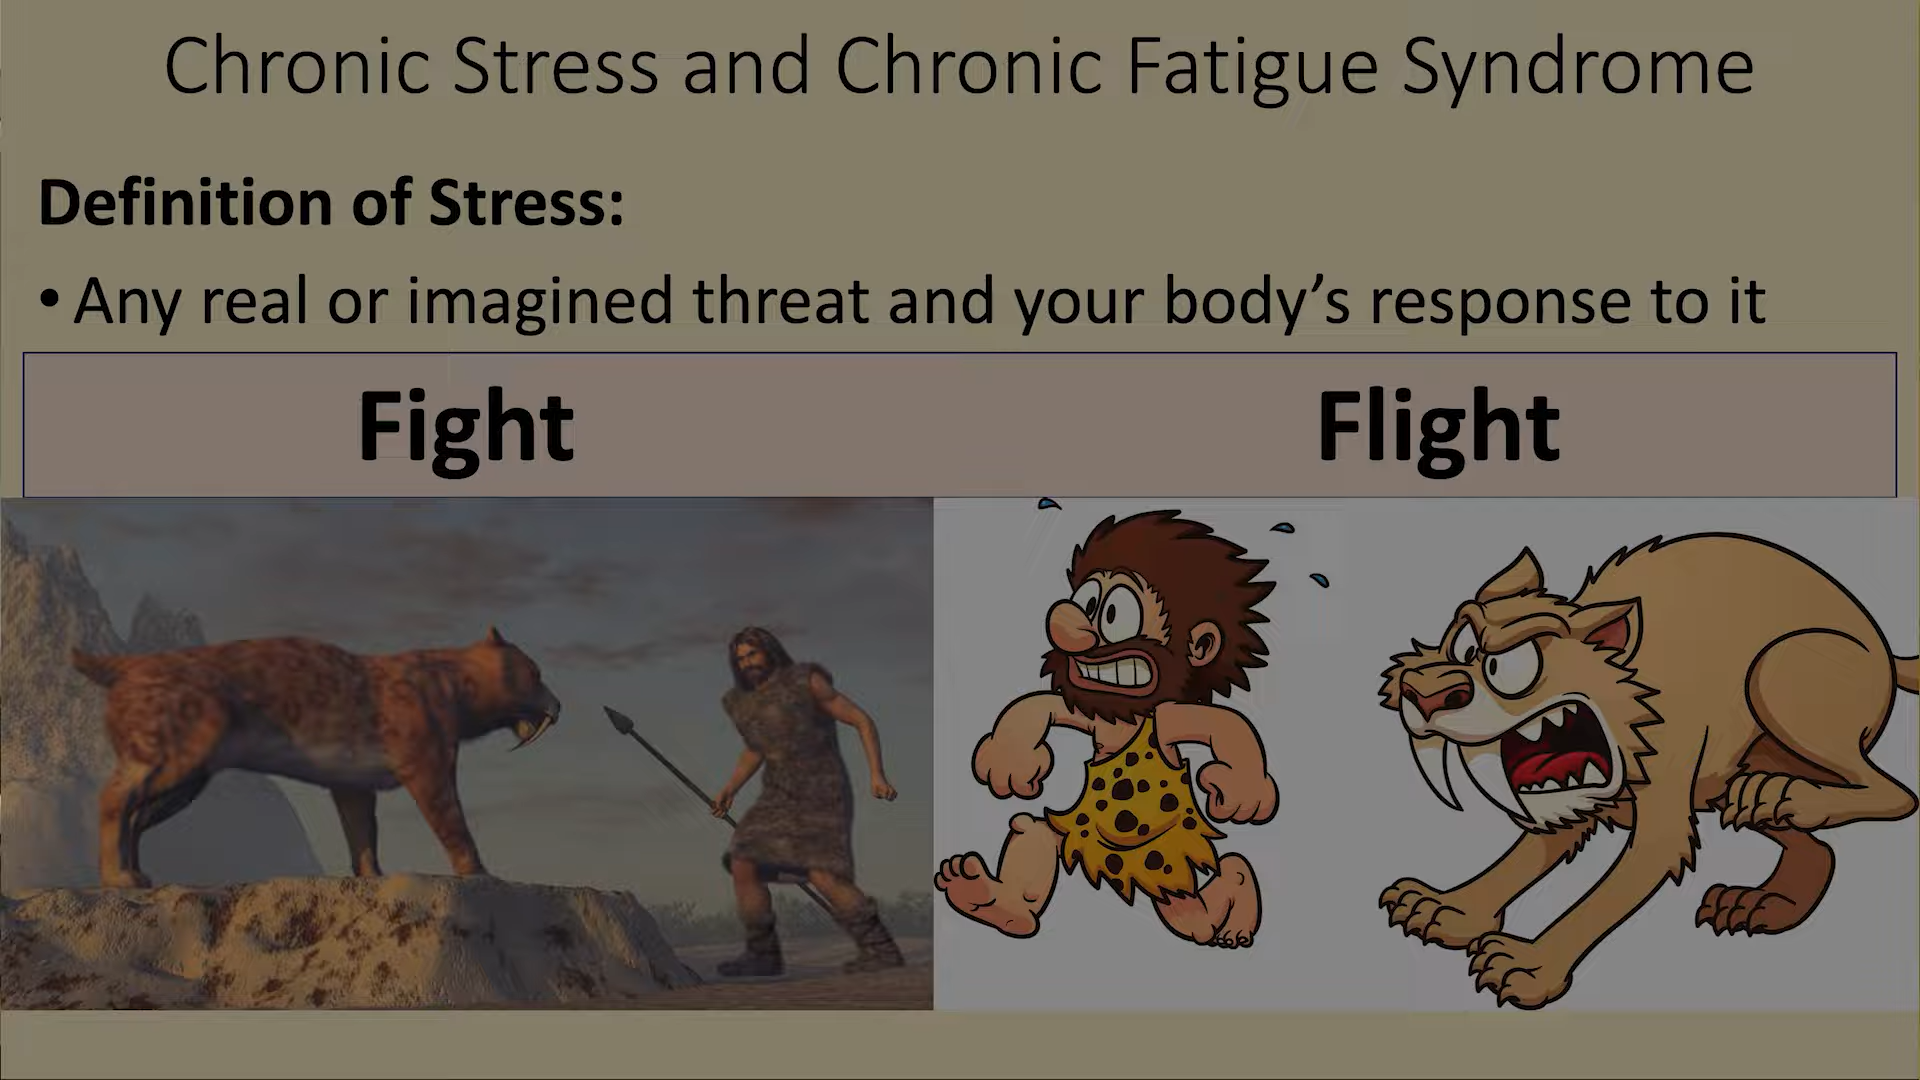 Chronic Stress and Chronic Fatigue Syndrome
Definition of Stress:
• Any real or imagined threat and your body’s response to it
Fight
Flight